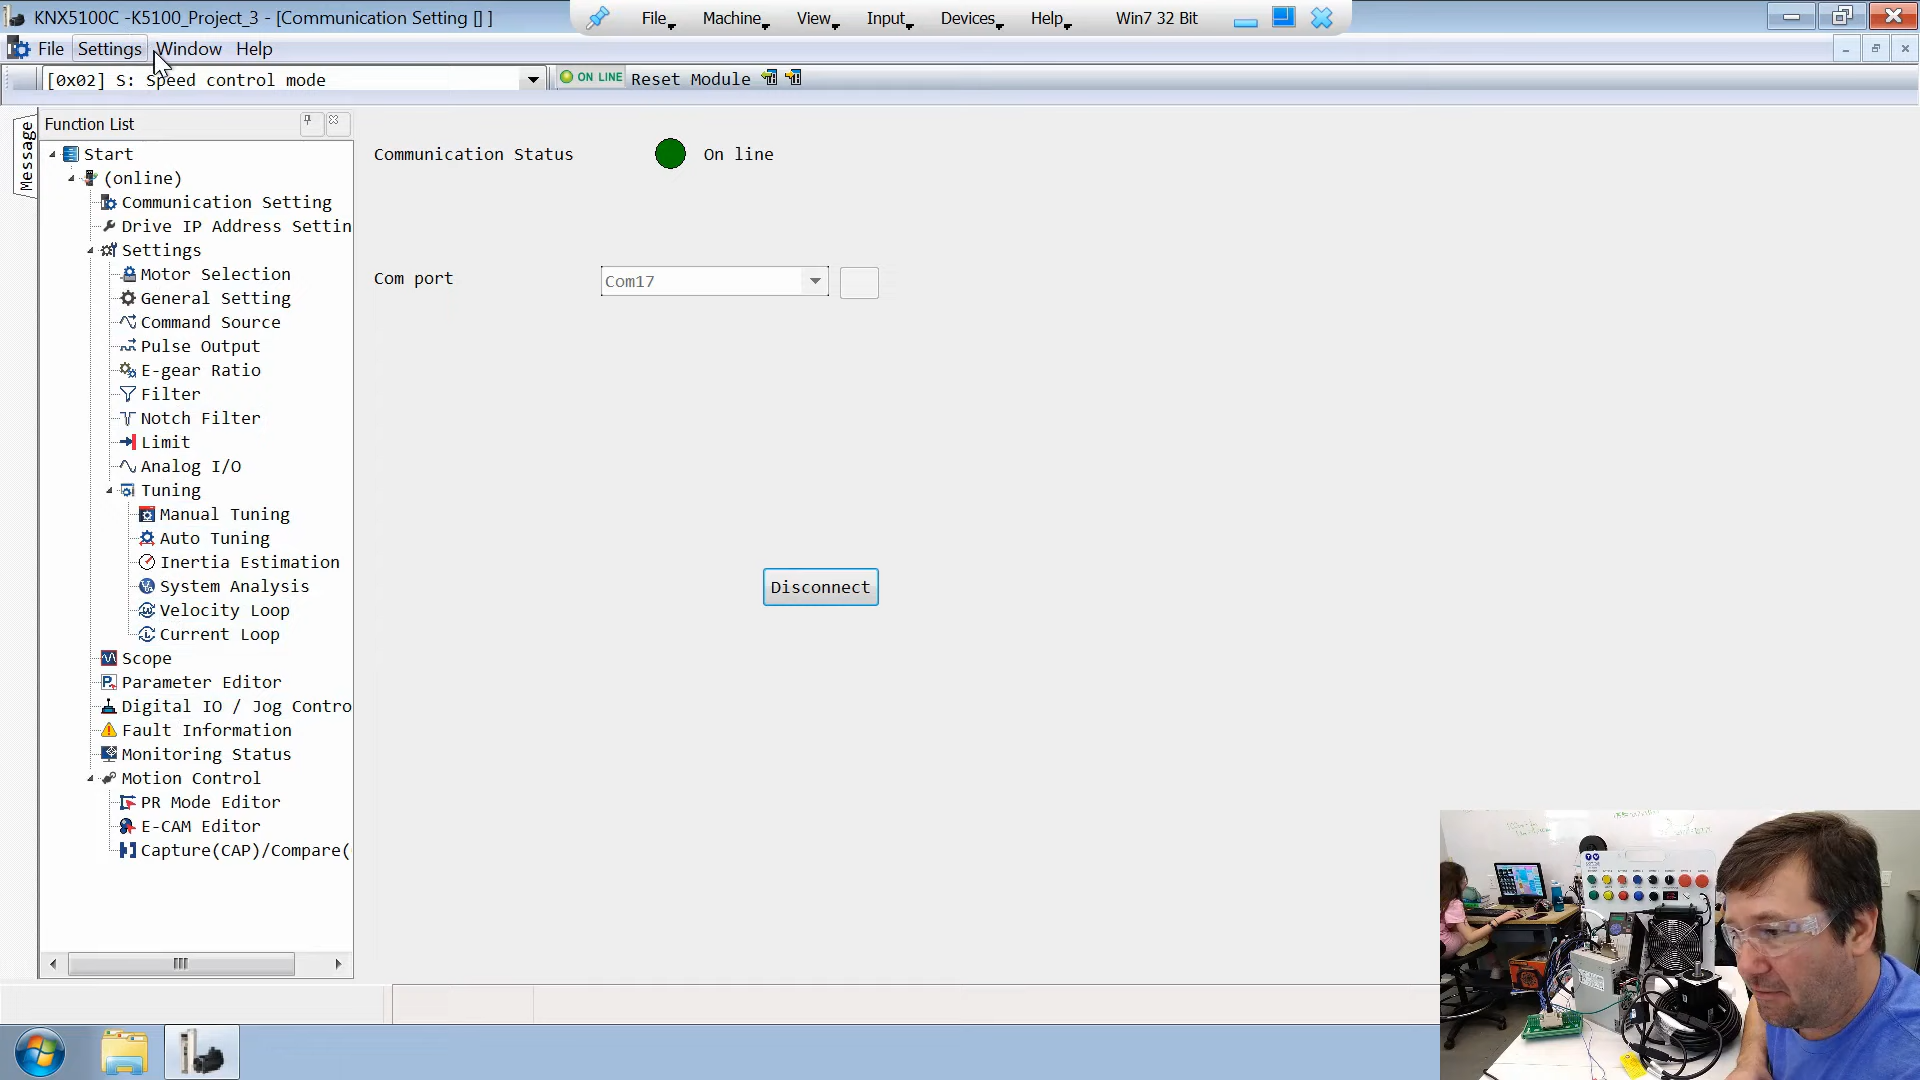 KNX5100C -K5100_Project_3 - [Communication Setting [] ]
File Machine View Input Devices Help Win7 32 Bit
File Settings Window Help
[0x02] S: Speed control mode
ON LINE Reset Module
Message
Function List
Start
(online)
Communication Setting
Drive IP Address Settin
Settings
Motor Selection
General Setting
Command Source
Pulse Output
E-gear Ratio
Filter
Notch Filter
Limit
Analog I/O
Tuning
Manual Tuning
Auto Tuning
Inertia Estimation
System Analysis
Velocity Loop
Current Loop
Scope
Parameter Editor
Digital IO / Jog Contro
Fault Information
Monitoring Status
Motion Control
PR Mode Editor
E-CAM Editor
Capture(CAP)/Compare(
Communication Status On line
Com port Com17
Disconnect